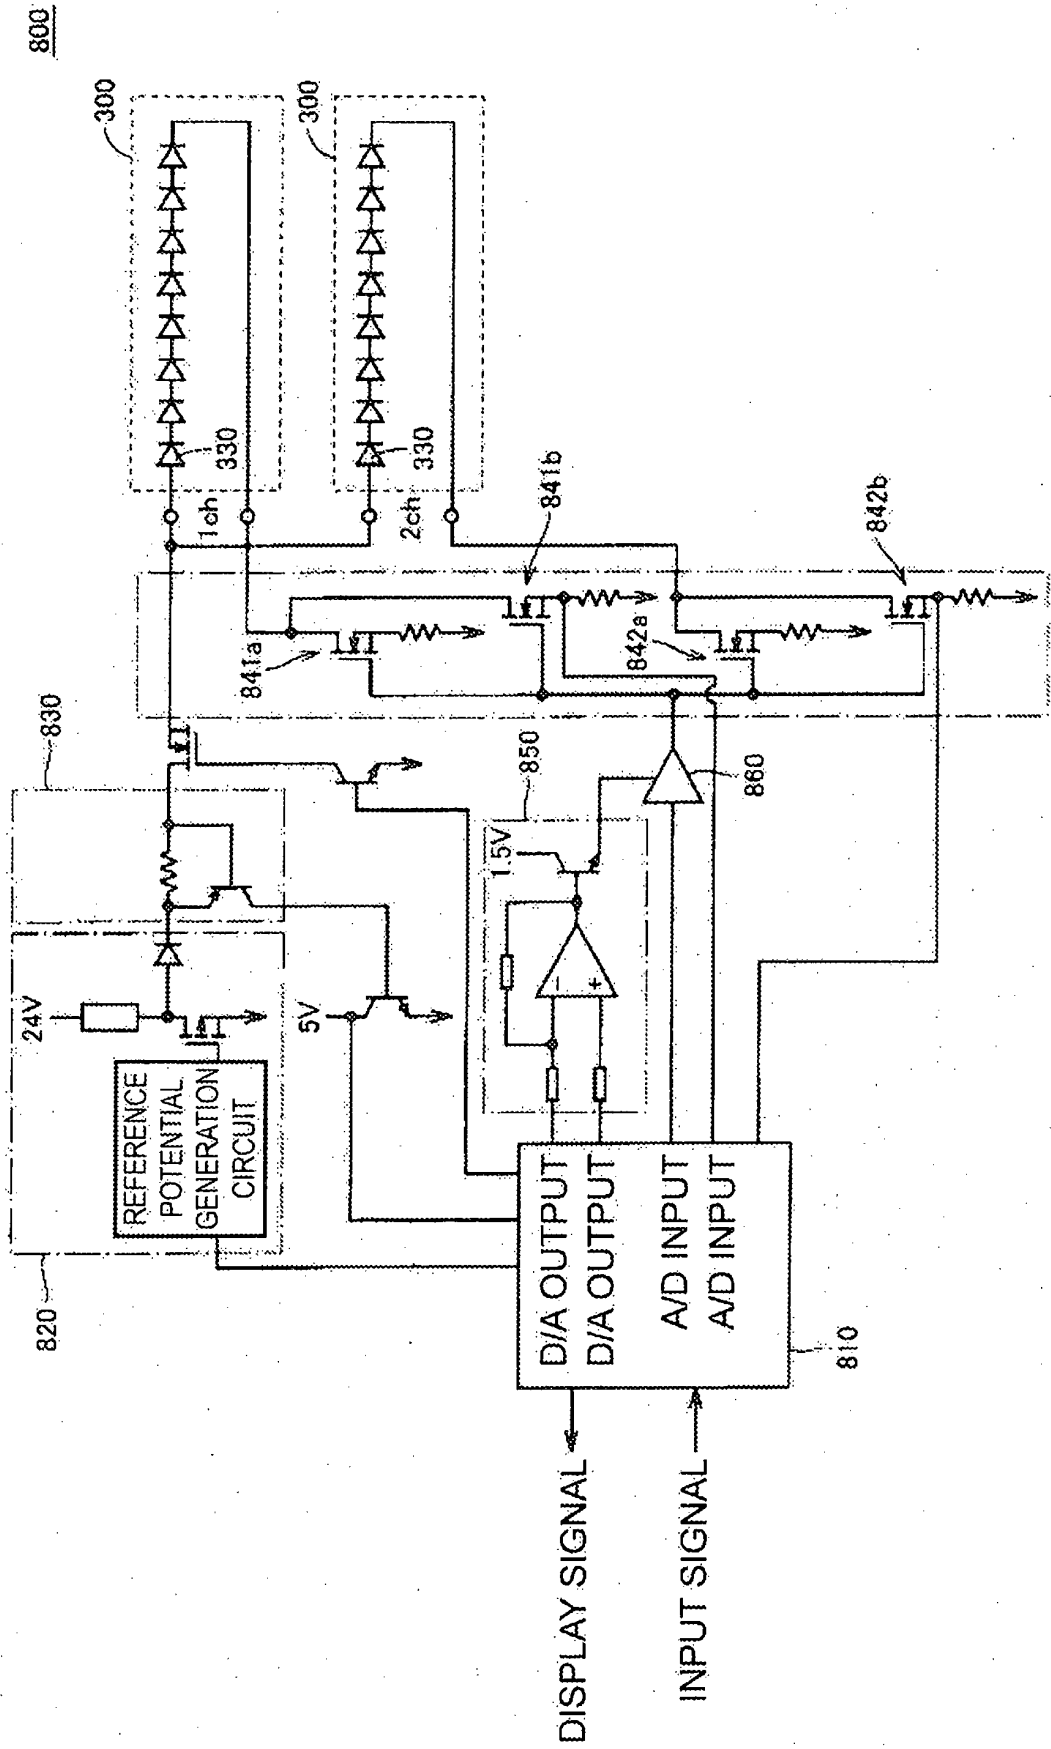 800
300
330
1ch
300
330
2ch
830
841a
841b
842a
842b
850
1.5V
860
24V
5V
REFERENCE
POTENTIAL
GENERATION
CIRCUIT
820
−
+
D/A OUTPUT
D/A OUTPUT
A/D INPUT
A/D INPUT
810
DISPLAY SIGNAL
INPUT SIGNAL